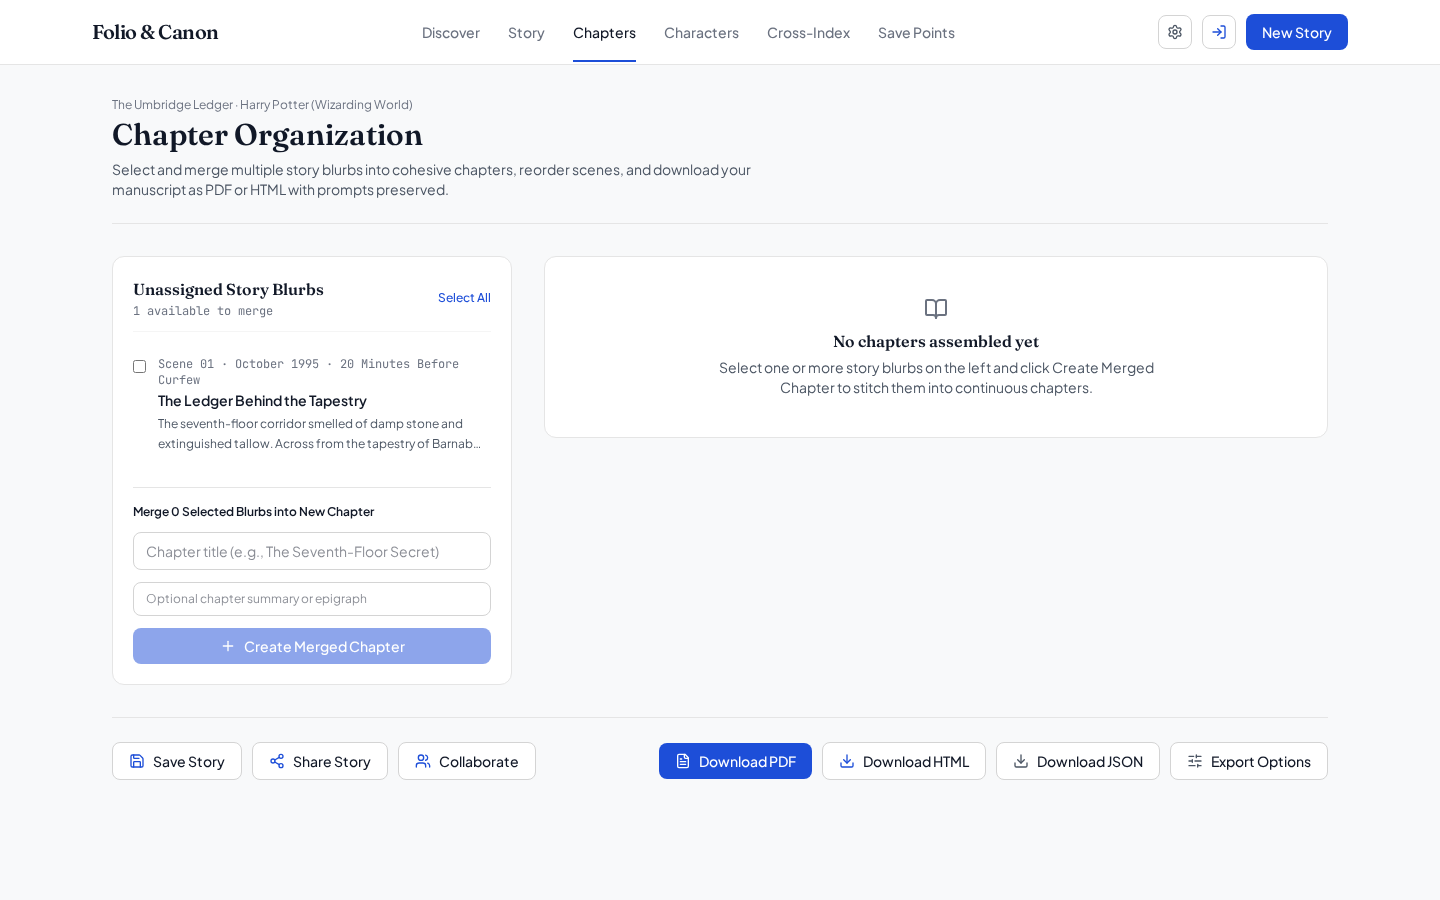 Folio & Canon
Discover
Story
Chapters
Characters
Cross-Index
Save Points
New Story
The Umbridge Ledger · Harry Potter (Wizarding World)
Chapter Organization
Select and merge multiple story blurbs into cohesive chapters, reorder scenes, and download your
manuscript as PDF or HTML with prompts preserved.
Unassigned Story Blurbs
1 available to merge
Select All
Scene 01 · October 1995 · 20 Minutes Before
Curfew
The Ledger Behind the Tapestry
The seventh-floor corridor smelled of damp stone and
extinguished tallow. Across from the tapestry of Barnab…
Merge 0 Selected Blurbs into New Chapter
Chapter title (e.g., The Seventh-Floor Secret)
Optional chapter summary or epigraph
Create Merged Chapter
No chapters assembled yet
Select one or more story blurbs on the left and click Create Merged
Chapter to stitch them into continuous chapters.
Save Story
Share Story
Collaborate
Download PDF
Download HTML
Download JSON
Export Options